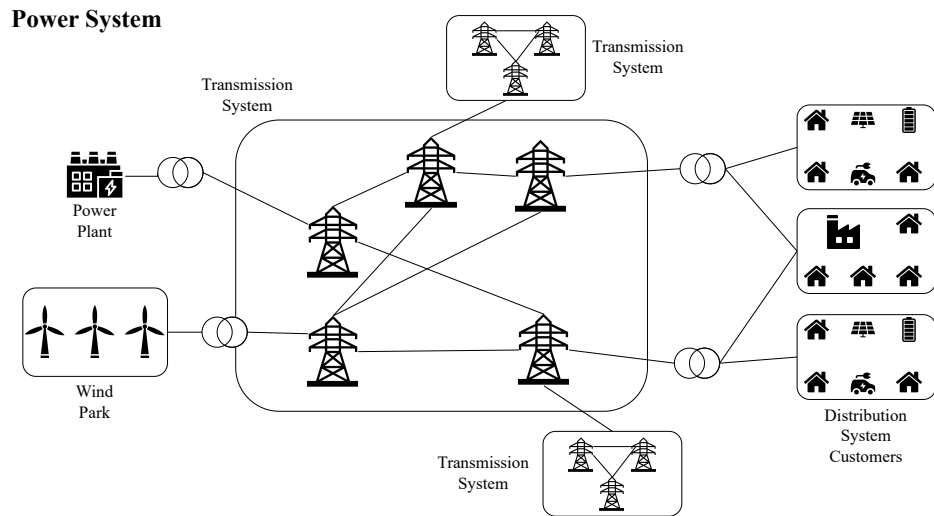 Power System
Transmission
System
Transmission
System
Power
Plant
Wind
Park
Distribution
System
Customers
Transmission
System